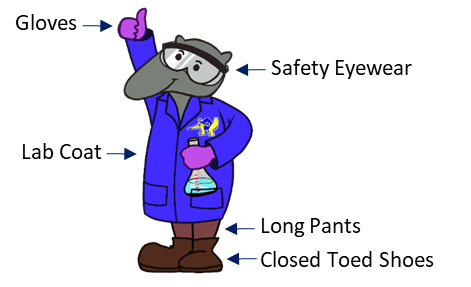 Gloves
Safety Eyewear
Lab Coat
Long Pants
Closed Toed Shoes